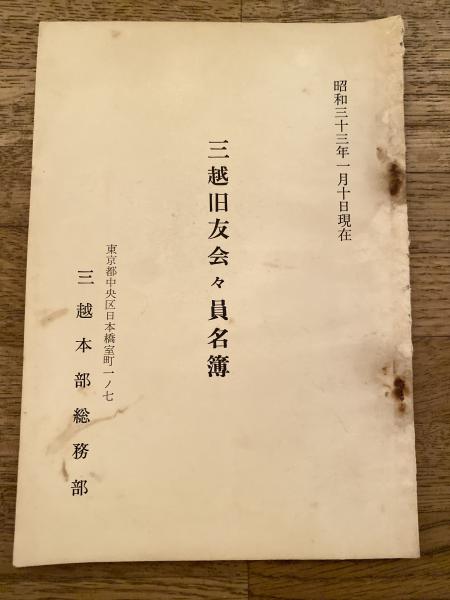 昭和三十三年一月十日現在
三越旧友会々員名簿
東京都中央区日本橋室町一ノ七
三越本部総務部